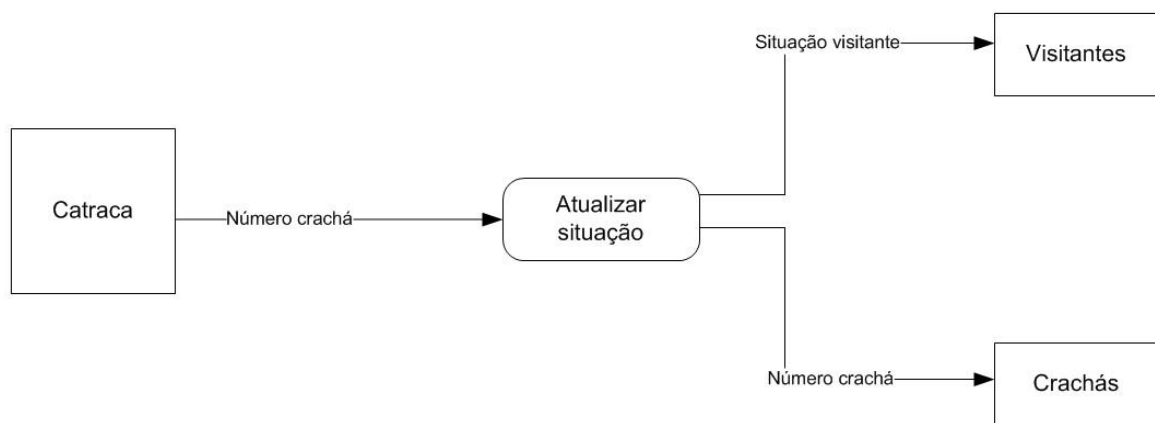 Situação visitante
Visitantes
Catraca
Número crachá
Atualizar
situação
Número crachá
Crachás